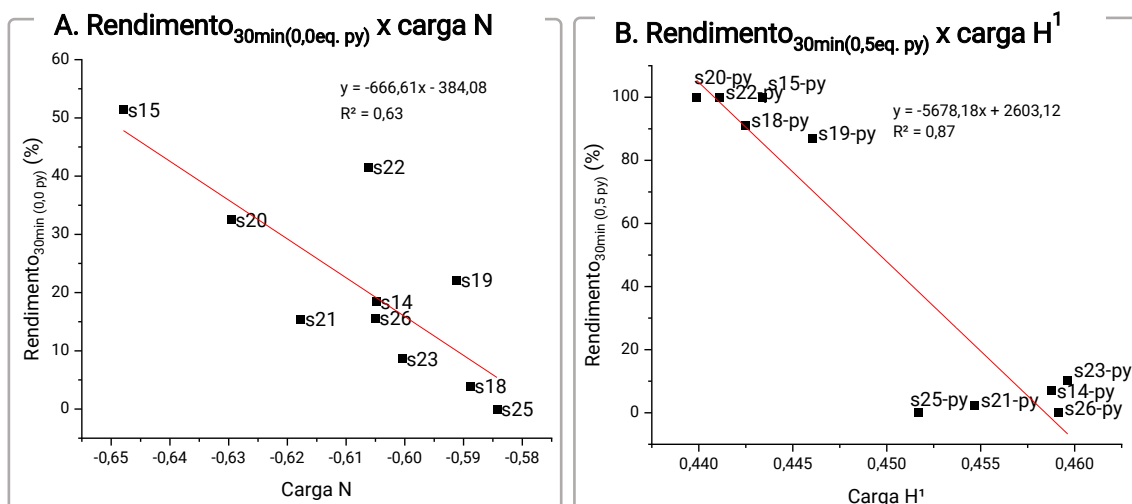 A. Rendimento30min(0,0eq. py) x carga N
y = -666,61x - 384,08
R² = 0,63
60
50
40
30
20
10
0
Rendimento30min (0,0 py) (%)
s15
s22
s20
s19
s14
s21
s26
s23
s18
s25
-0,65 -0,64 -0,63 -0,62 -0,61 -0,60 -0,59 -0,58
Carga N
B. Rendimento30min(0,5eq. py) x carga H¹
y = -5678,18x + 2603,12
R² = 0,87
100
80
60
40
20
0
Rendimento30min (0,5 py) (%)
s20-py
s15-py
s22-py
s18-py
s19-py
s23-py
s14-py
s25-py
s21-py
s26-py
0,440 0,445 0,450 0,455 0,460
Carga H¹